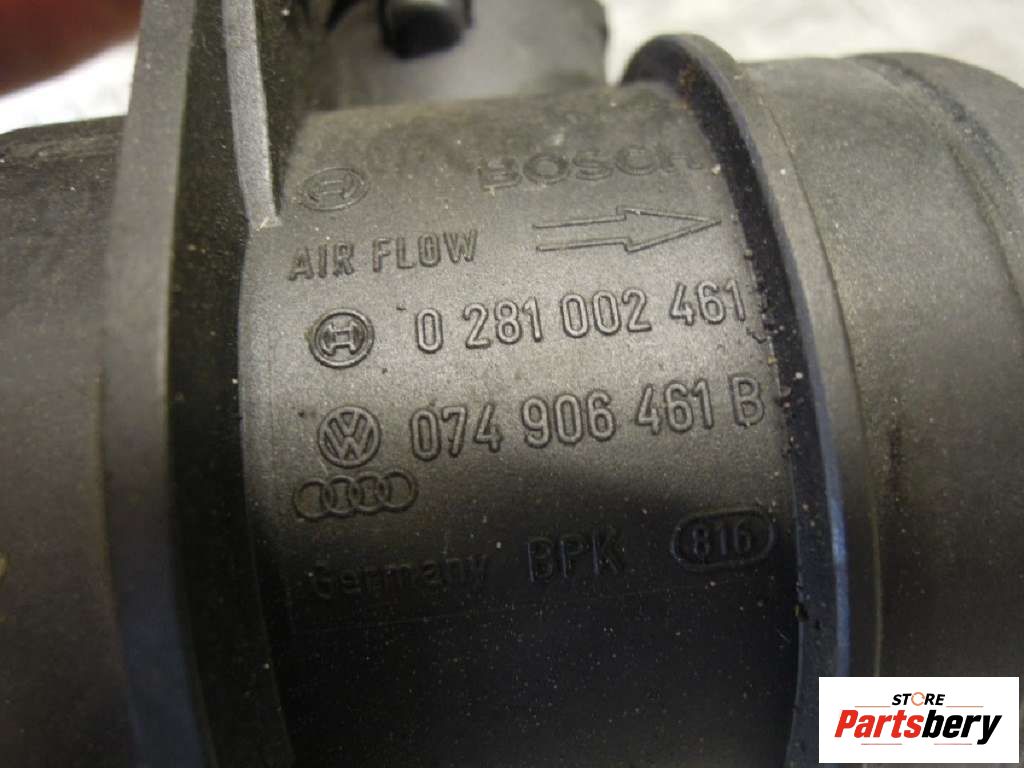 BOSCH
AIR FLOW
0 281 002 461
074 906 461 B
Germany BPK 816
STORE
Partsbery